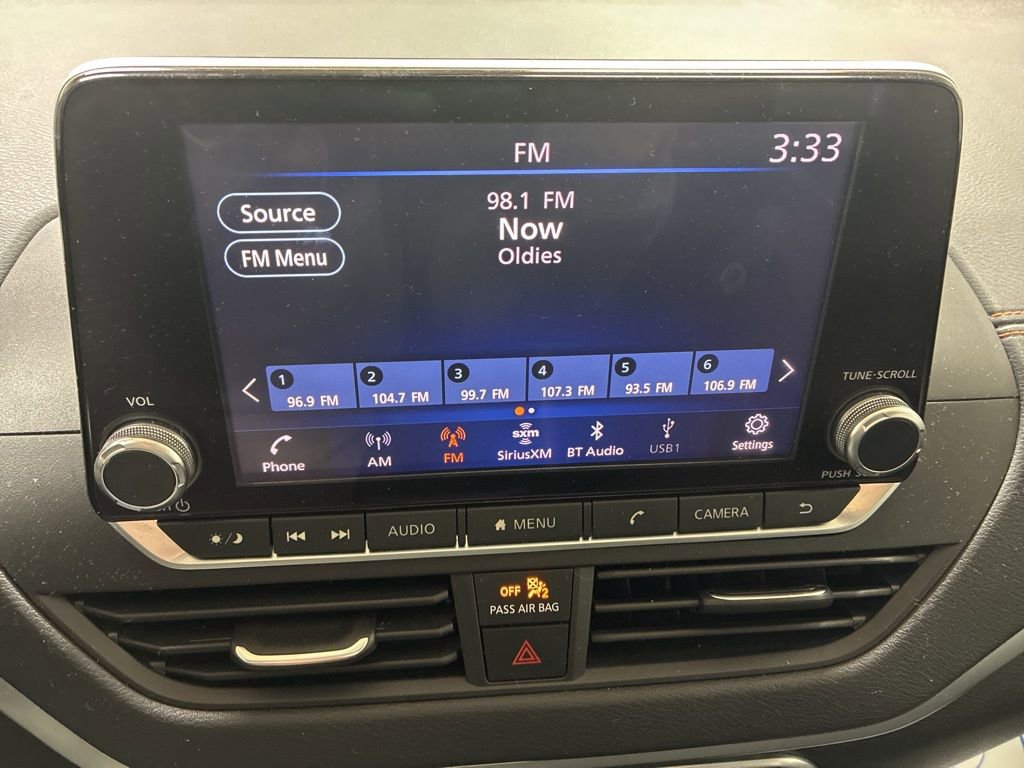 FM
3:33
Source
98.1 FM
Now
FM Menu
Oldies
1
2
3
4
5
6
96.9 FM
104.7 FM
99.7 FM
107.3 FM
93.5 FM
106.9 FM
VOL
TUNE·SCROLL
Phone
AM
FM
sxm
SiriusXM
BT Audio
USB1
Settings
PUSH
AUDIO
MENU
CAMERA
OFF 2
PASS AIR BAG